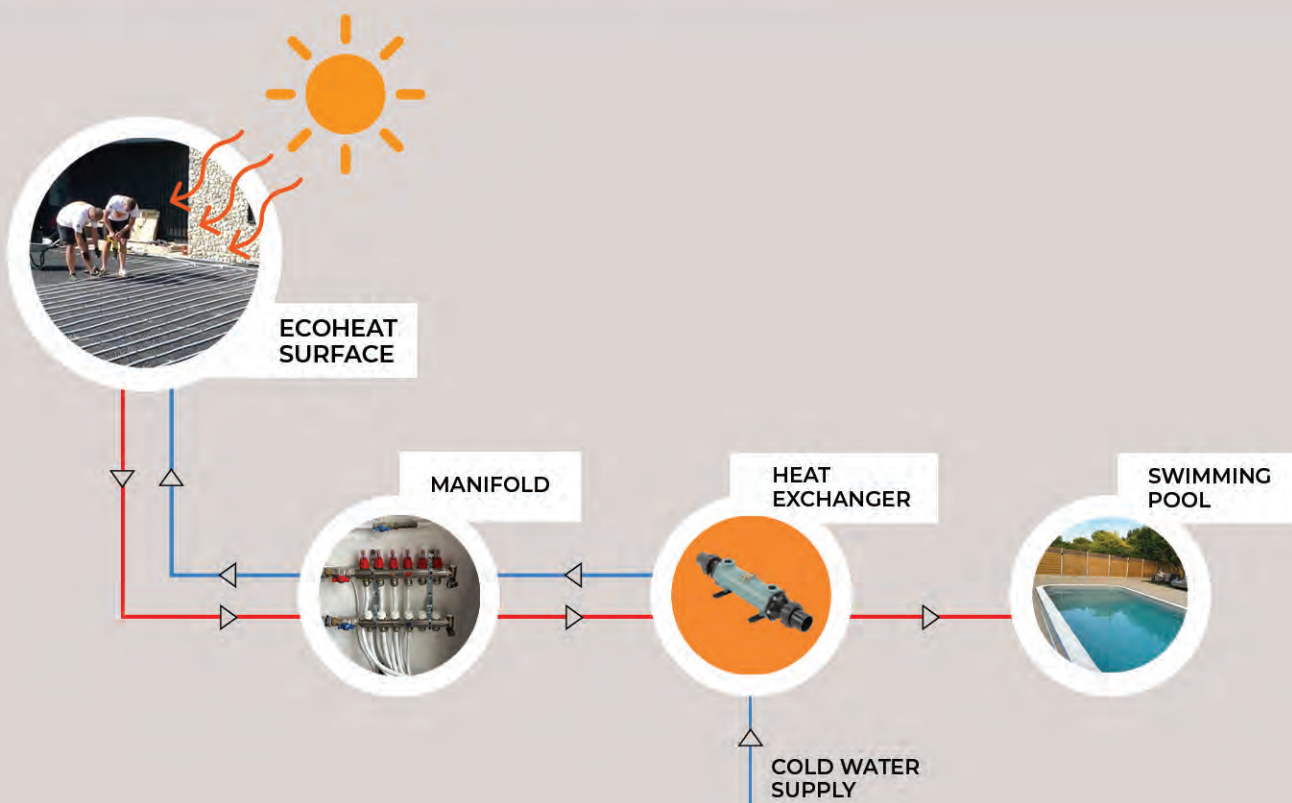 ECOHEAT
SURFACE
MANIFOLD
HEAT
EXCHANGER
SWIMMING
POOL
COLD WATER
SUPPLY